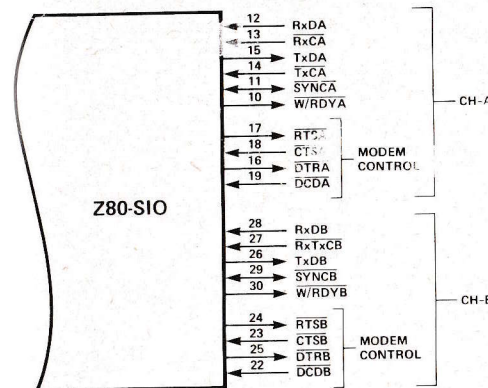 12 RxDA
13 RxCA
15 TxDA
14 TxCA
11 SYNCA
10 W/RDYA
CH-A
17 RTSA
18 CTSA
16 DTRA
19 DCDA
MODEM
CONTROL
Z80-SIO
28 RxDB
27 RxTxCB
26 TxDB
29 SYNCB
30 W/RDYB
CH-B
24 RTSB
23 CTSB
25 DTRB
22 DCDB
MODEM
CONTROL